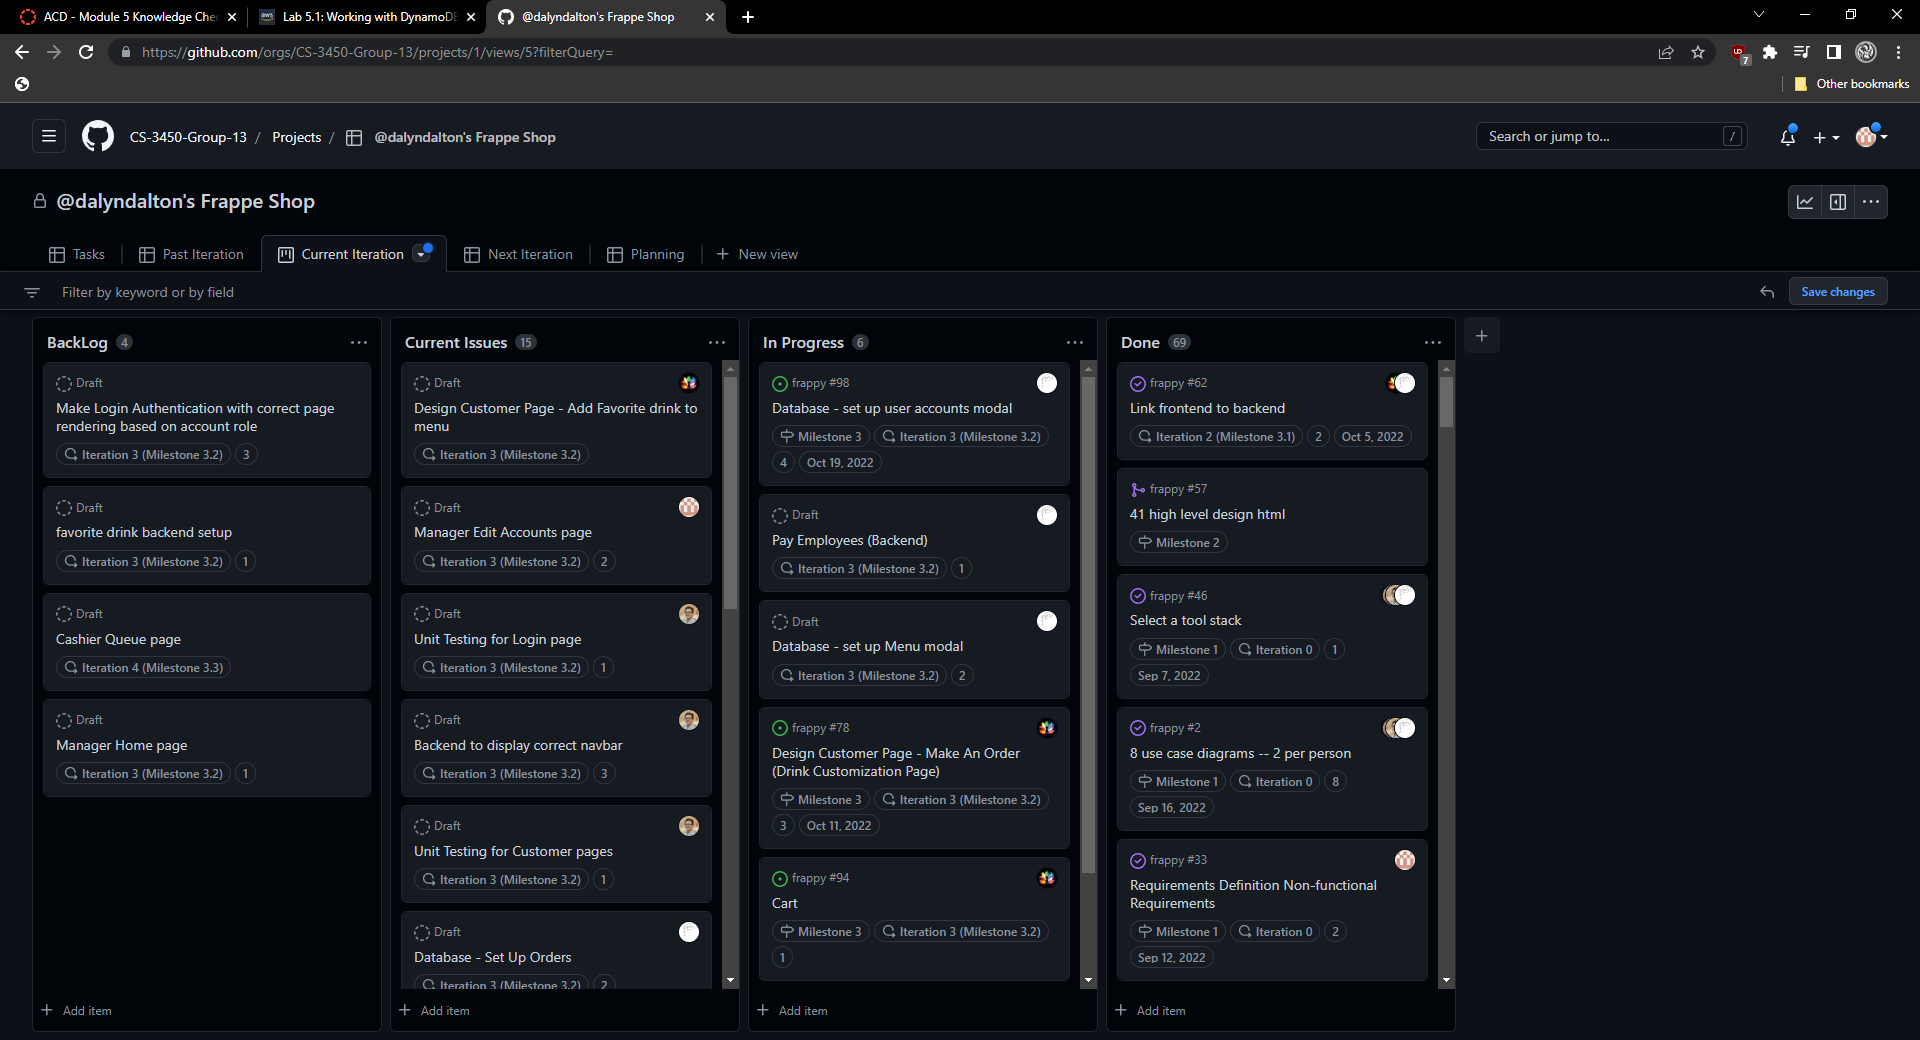 ACD - Module 5 Knowledge Che
Lab 5.1: Working with DynamoDB
@dalyndalton's Frappe Shop
https://github.com/orgs/CS-3450-Group-13/projects/1/views/5?filterQuery=
7
Other bookmarks
CS-3450-Group-13 / Projects / @dalyndalton's Frappe Shop
Search or jump to... /
@dalyndalton's Frappe Shop
Tasks
Past Iteration
Current Iteration
Next Iteration
Planning
New view
Filter by keyword or by field
Save changes
BackLog 4
Draft
Make Login Authentication with correct page
rendering based on account role
Iteration 3 (Milestone 3.2) 3
Draft
favorite drink backend setup
Iteration 3 (Milestone 3.2) 1
Draft
Cashier Queue page
Iteration 4 (Milestone 3.3)
Draft
Manager Home page
Iteration 3 (Milestone 3.2) 1
Add item
Current Issues 15
Draft
Design Customer Page - Add Favorite drink to
menu
Iteration 3 (Milestone 3.2)
Draft
Manager Edit Accounts page
Iteration 3 (Milestone 3.2) 2
Draft
Unit Testing for Login page
Iteration 3 (Milestone 3.2) 1
Draft
Backend to display correct navbar
Iteration 3 (Milestone 3.2) 3
Draft
Unit Testing for Customer pages
Iteration 3 (Milestone 3.2) 1
Draft
Database - Set Up Orders
Iteration 3 (Milestone 3.2) 2
Add item
In Progress 6
frappy #98
Database - set up user accounts modal
Milestone 3 Iteration 3 (Milestone 3.2)
4 Oct 19, 2022
Draft
Pay Employees (Backend)
Iteration 3 (Milestone 3.2) 1
Draft
Database - set up Menu modal
Iteration 3 (Milestone 3.2) 2
frappy #78
Design Customer Page - Make An Order
(Drink Customization Page)
Milestone 3 Iteration 3 (Milestone 3.2)
3 Oct 11, 2022
frappy #94
Cart
Milestone 3 Iteration 3 (Milestone 3.2)
1
Add item
Done 69
frappy #62
Link frontend to backend
Iteration 2 (Milestone 3.1) 2 Oct 5, 2022
frappy #57
41 high level design html
Milestone 2
frappy #46
Select a tool stack
Milestone 1 Iteration 0 1
Sep 7, 2022
frappy #2
8 use case diagrams -- 2 per person
Milestone 1 Iteration 0 8
Sep 16, 2022
frappy #33
Requirements Definition Non-functional
Requirements
Milestone 1 Iteration 0 2
Sep 12, 2022
Add item